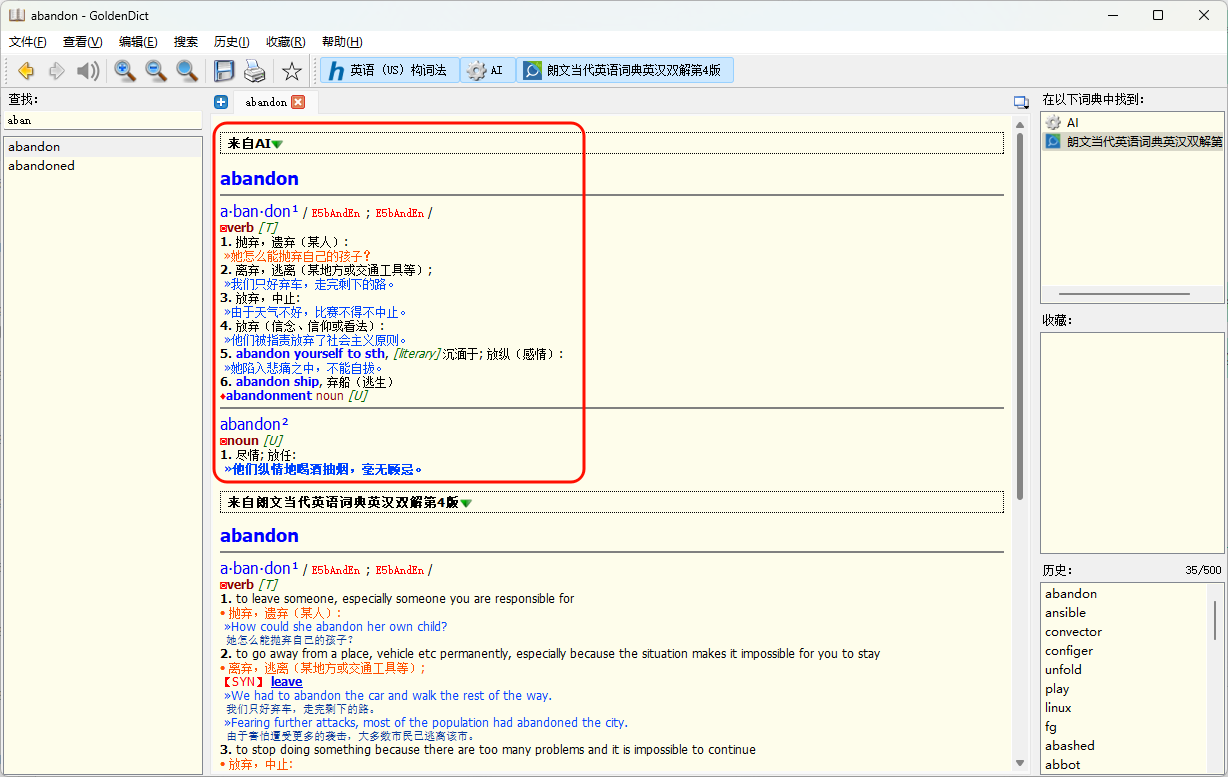 abandon - GoldenDict
文件(F) 查看(V) 编辑(E) 搜索 历史(I) 收藏(R) 帮助(H)
英语（US）构词法 AI 朗文当代英语词典英汉双解第4版
查找:
aban
abandon
abandoned
abandon
来自AI
abandon
a·ban·don¹ / E5bAndEn ; E5bAndEn /
verb [T]
1. 抛弃，遗弃（某人）:
»她怎么能抛弃自己的孩子?
2. 离弃，逃离（某地方或交通工具等）;
»我们只好弃车，走完剩下的路。
3. 放弃，中止:
»由于天气不好，比赛不得不中止。
4. 放弃（信念、信仰或看法）:
»他们被指责放弃了社会主义原则。
5. abandon yourself to sth, [literary] 沉湎于; 放纵（感情）:
»她陷入悲痛之中，不能自拔。
6. abandon ship, 弃船（逃生）
♦abandonment noun [U]
abandon²
noun [U]
1. 尽情; 放任:
»他们纵情地喝酒抽烟，毫无顾忌。
来自朗文当代英语词典英汉双解第4版
abandon
a·ban·don¹ / E5bAndEn ; E5bAndEn /
verb [T]
1. to leave someone, especially someone you are responsible for
• 抛弃，遗弃（某人）:
»How could she abandon her own child?
她怎么能抛弃自己的孩子?
2. to go away from a place, vehicle etc permanently, especially because the situation makes it impossible for you to stay
• 离弃，逃离（某地方或交通工具等）;
【SYN】 leave
»We had to abandon the car and walk the rest of the way.
我们只好弃车，走完剩下的路。
»Fearing further attacks, most of the population had abandoned the city.
由于害怕遭受更多的袭击，大多数市民已逃离该市。
3. to stop doing something because there are too many problems and it is impossible to continue
• 放弃，中止:
在以下词典中找到:
AI
朗文当代英语词典英汉双解第
收藏:
历史: 35/500
abandon
ansible
convector
configer
unfold
play
linux
fg
abashed
abbot